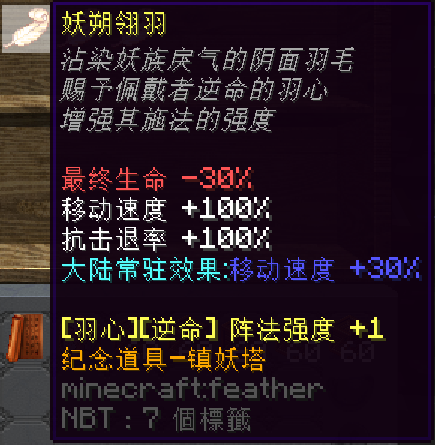 妖朔翎羽
沾染妖族戾气的阴面羽毛
赐予佩戴者逆命的羽心
增强其施法的强度
最终生命 -30%
移动速度 +100%
抗击退率 +100%
大陆常驻效果:移动速度 +30%
[羽心][逆命] 阵法强度 +1
纪念道具-镇妖塔
minecraft:feather
NBT：7 個標籤